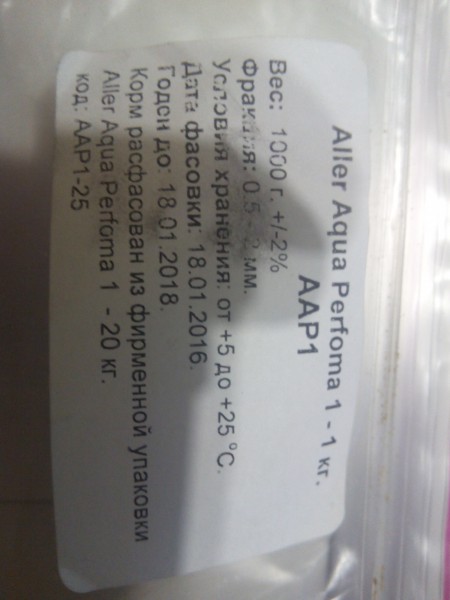 Aller Aqua Perfoma 1 - 1 кг.
AAP1
Вес: 1000 г. +/-2%
Фракция: 0.5 мм.
Условия хранения: от +5 до +25 °C.
Дата фасовки: 18.01.2016.
Годен до: 18.01.2018.
Корм расфасован из фирменной упаковки
Aller Aqua Perfoma 1 - 20 кг.
код: AAP1-25